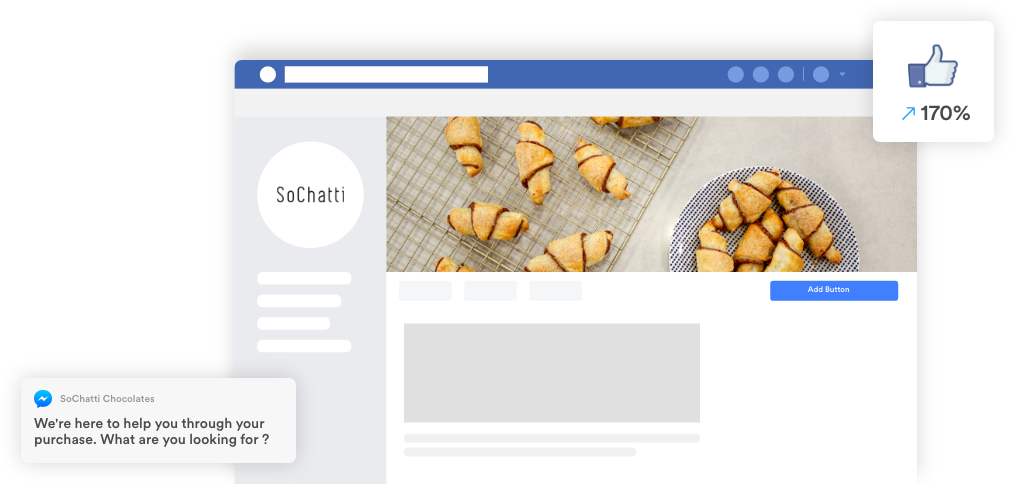 170%
SoChatti
Add Button
SoChatti Chocolates
We're here to help you through your
purchase. What are you looking for ?